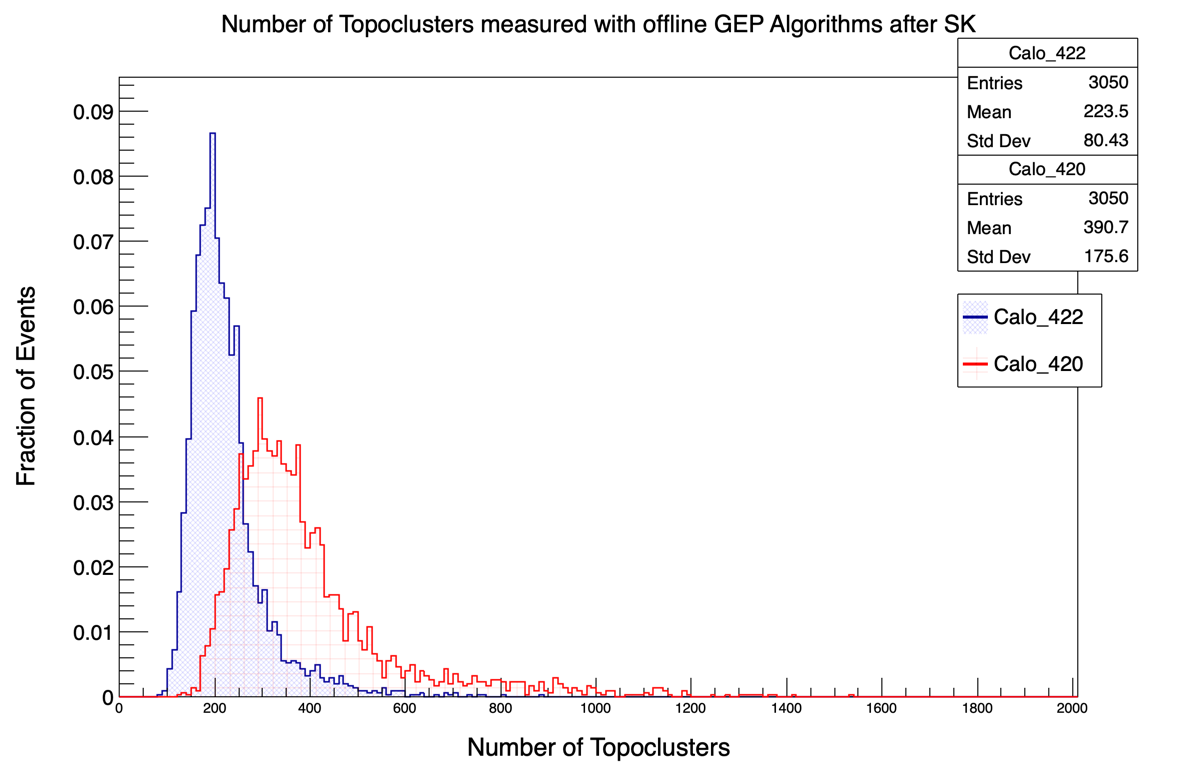 Number of Topoclusters measured with offline GEP Algorithms after SK
Calo_422
Entries 3050
Mean 223.5
Std Dev 80.43
Calo_420
Entries 3050
Mean 390.7
Std Dev 175.6
Calo_422
Calo_420
Fraction of Events
0.09
0.08
0.07
0.06
0.05
0.04
0.03
0.02
0.01
0
0 200 400 600 800 1000 1200 1400 1600 1800 2000
Number of Topoclusters